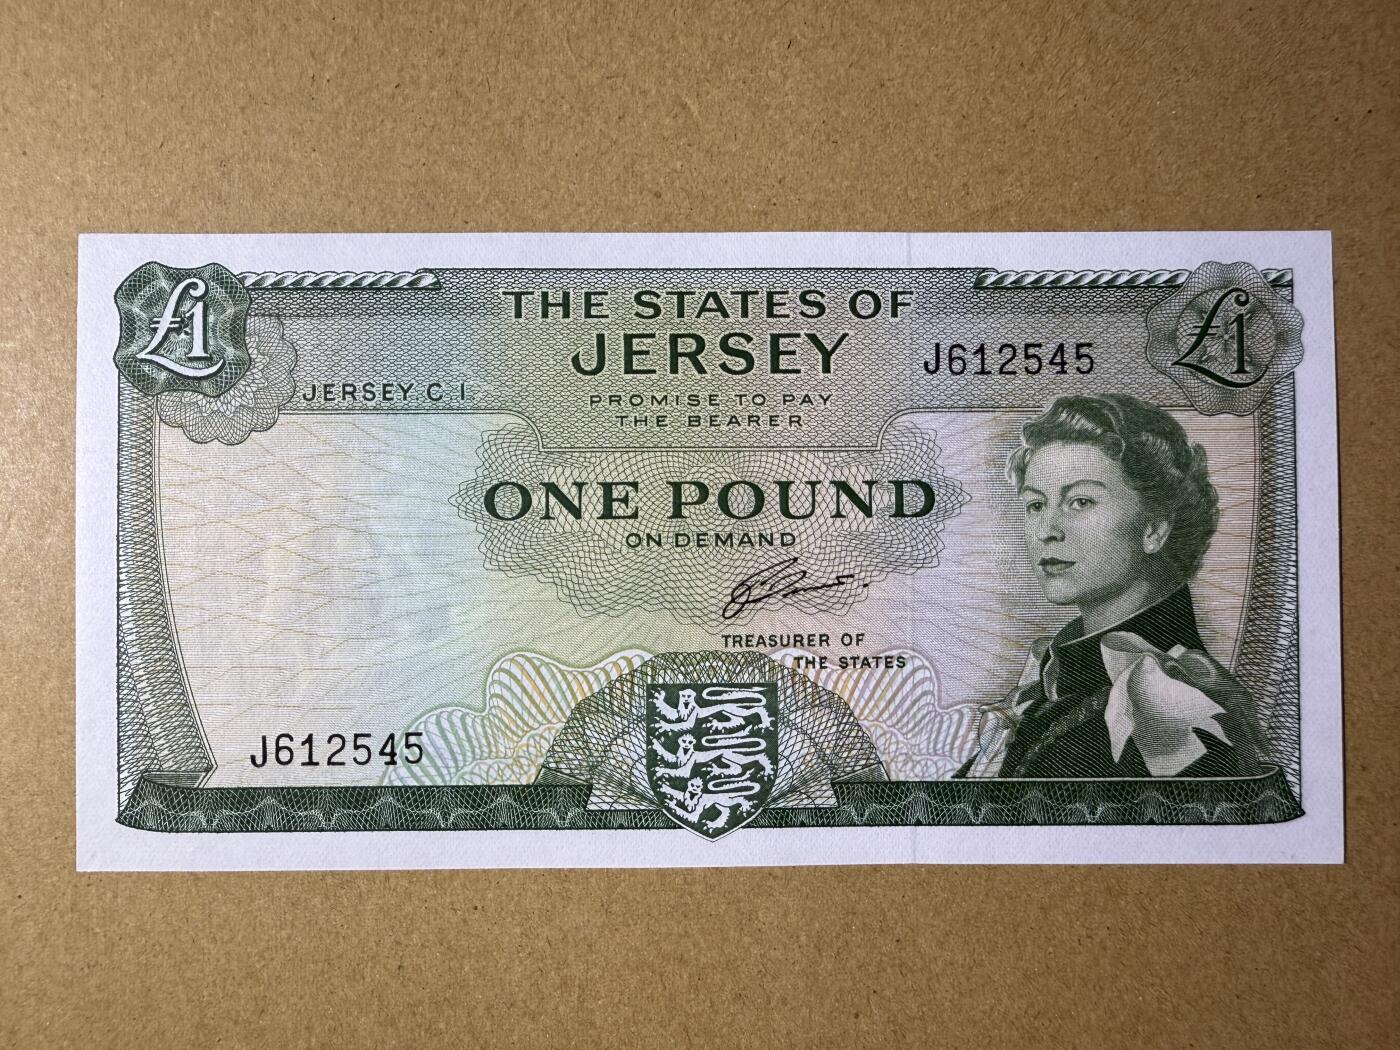 £1
£1
THE STATES OF
JERSEY
J612545
JERSEY. C. I.
PROMISE TO PAY
THE BEARER
ONE POUND
ON DEMAND
TREASURER OF
THE STATES
J612545